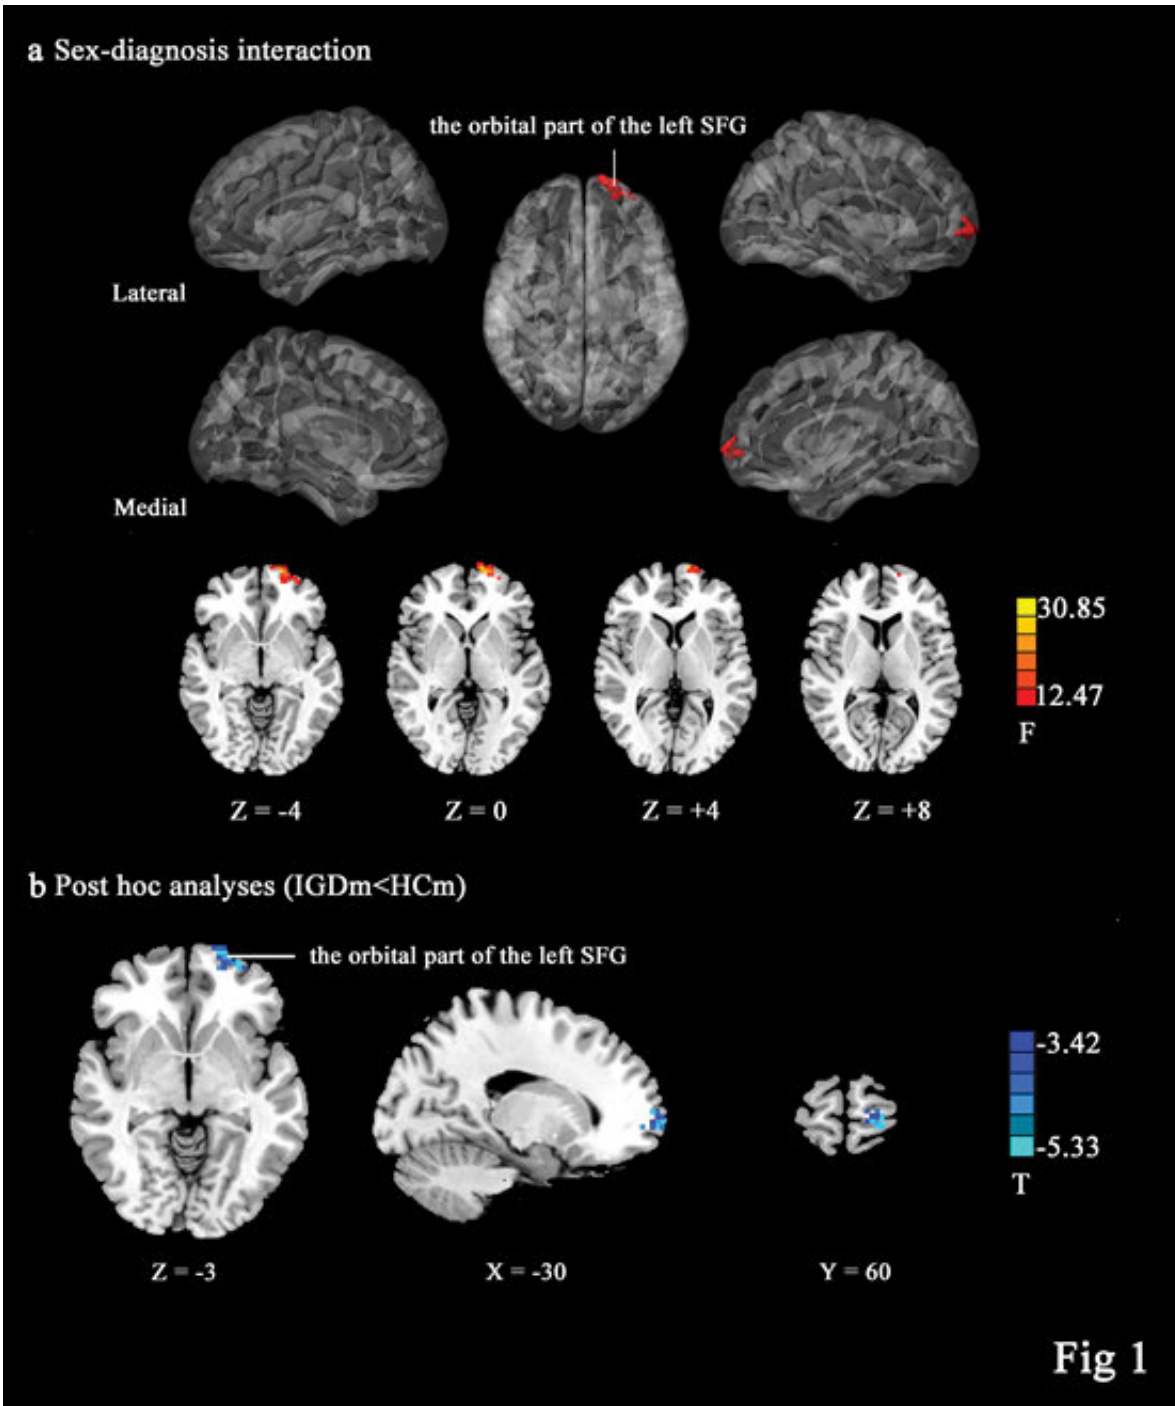 a Sex-diagnosis interaction
the orbital part of the left SFG
Lateral
Medial
30.85
12.47
F
Z = -4
Z = 0
Z = +4
Z = +8
b Post hoc analyses (IGDm<HCm)
the orbital part of the left SFG
-3.42
-5.33
T
Z = -3
X = -30
Y = 60
Fig 1